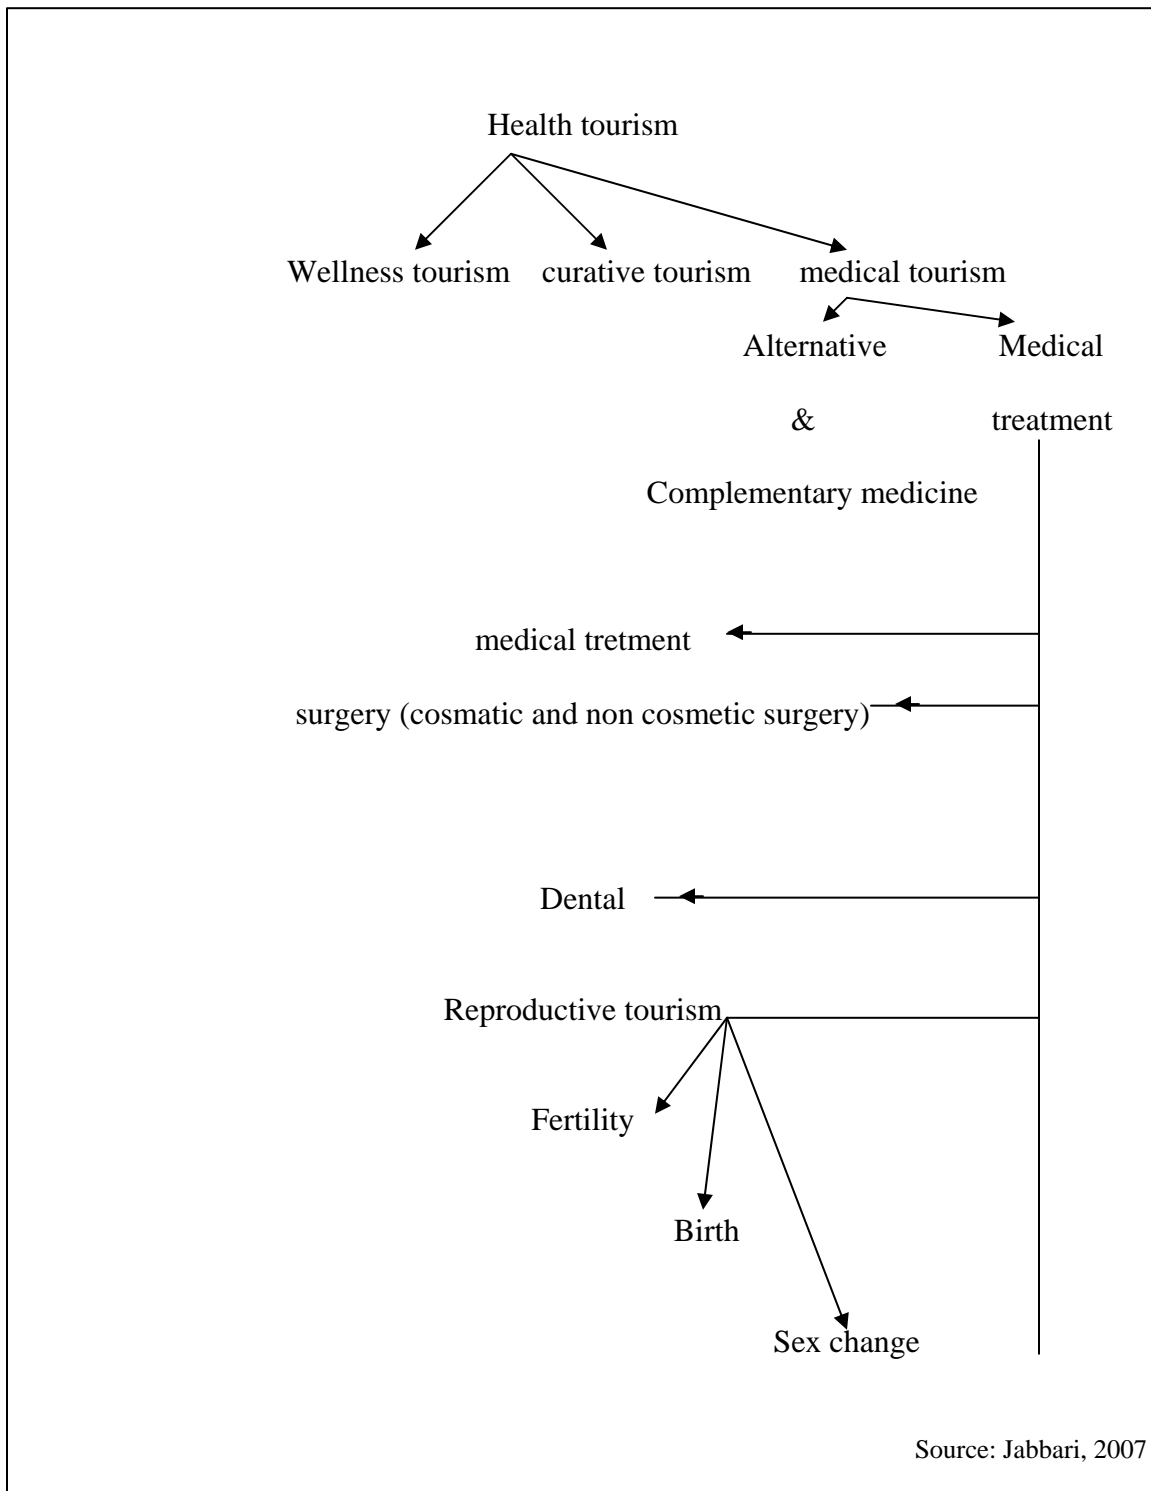 Health tourism
Wellness tourism curative tourism medical tourism
Alternative Medical
& treatment
Complementary medicine
medical tretment
surgery (cosmatic and non cosmetic surgery)
Dental
Reproductive tourism
Fertility
Birth
Sex change
Source: Jabbari, 2007